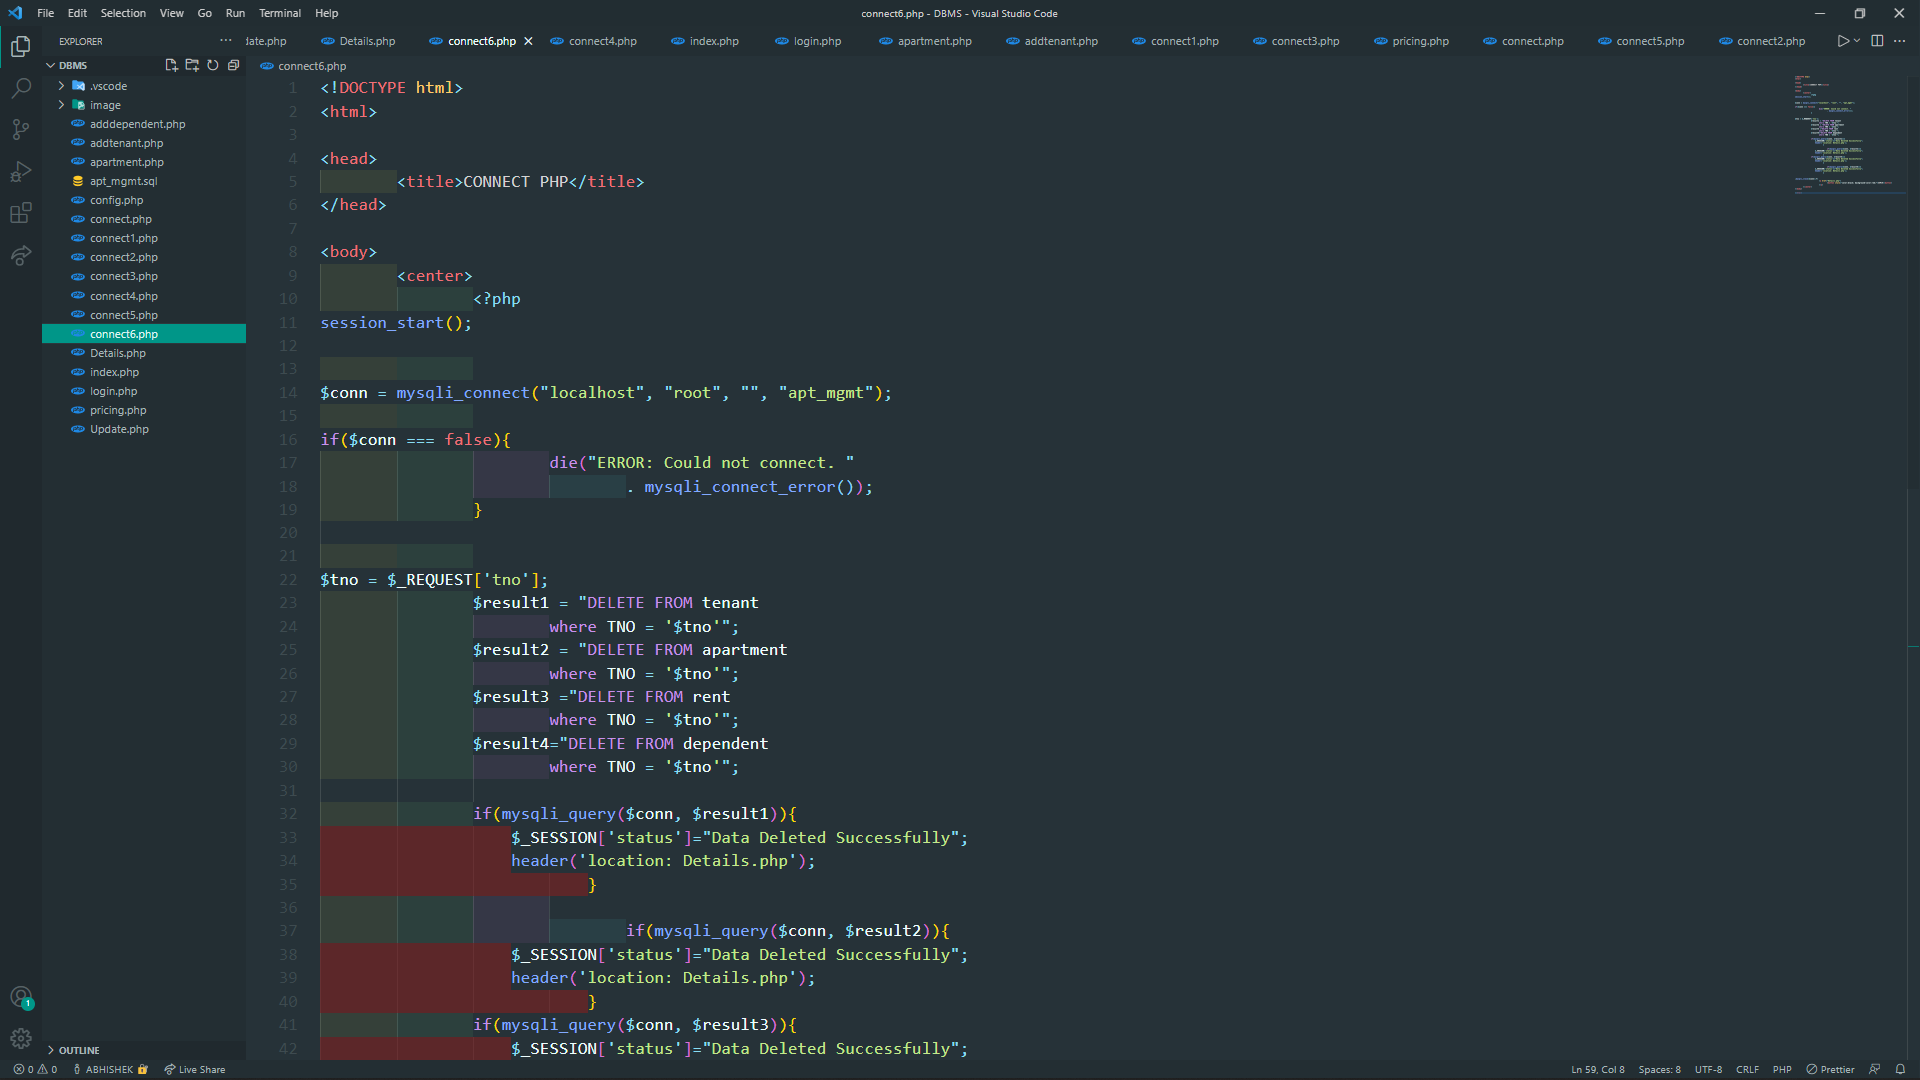 File Edit Selection View Go Run Terminal Help
connect6.php - DBMS - Visual Studio Code
EXPLORER
date.php Details.php connect6.php connect4.php index.php login.php apartment.php addtenant.php connect1.php connect3.php pricing.php connect.php connect5.php connect2.php
DBMS
connect6.php
.vscode
image
adddependent.php
addtenant.php
apartment.php
apt_mgmt.sql
config.php
connect.php
connect1.php
connect2.php
connect3.php
connect4.php
connect5.php
connect6.php
Details.php
index.php
login.php
pricing.php
Update.php
1 <!DOCTYPE html>
2 <html>
3
4 <head>
5 <title>CONNECT PHP</title>
6 </head>
7
8 <body>
9 <center>
10 <?php
11 session_start();
12
13
14 $conn = mysqli_connect("localhost", "root", "", "apt_mgmt");
15
16 if($conn === false){
17 die("ERROR: Could not connect. "
18 . mysqli_connect_error());
19 }
20
21
22 $tno = $_REQUEST['tno'];
23 $result1 = "DELETE FROM tenant
24 where TNO = '$tno'";
25 $result2 = "DELETE FROM apartment
26 where TNO = '$tno'";
27 $result3 ="DELETE FROM rent
28 where TNO = '$tno'";
29 $result4="DELETE FROM dependent
30 where TNO = '$tno'";
31
32 if(mysqli_query($conn, $result1)){
33 $_SESSION['status']="Data Deleted Successfully";
34 header('location: Details.php');
35 }
36
37 if(mysqli_query($conn, $result2)){
38 $_SESSION['status']="Data Deleted Successfully";
39 header('location: Details.php');
40 }
41 if(mysqli_query($conn, $result3)){
42 $_SESSION['status']="Data Deleted Successfully";
1
OUTLINE
0 0 ABHISHEK Live Share
Ln 59, Col 8 Spaces: 8 UTF-8 CRLF PHP Prettier